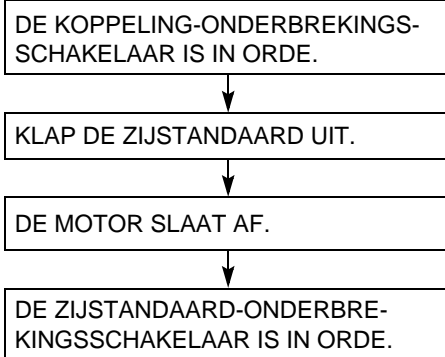 DE KOPPELING-ONDERBREKINGS-
SCHAKELAAR IS IN ORDE.
KLAP DE ZIJSTANDAARD UIT.
DE MOTOR SLAAT AF.
DE ZIJSTANDAARD-ONDERBRE-
KINGSSCHAKELAAR IS IN ORDE.